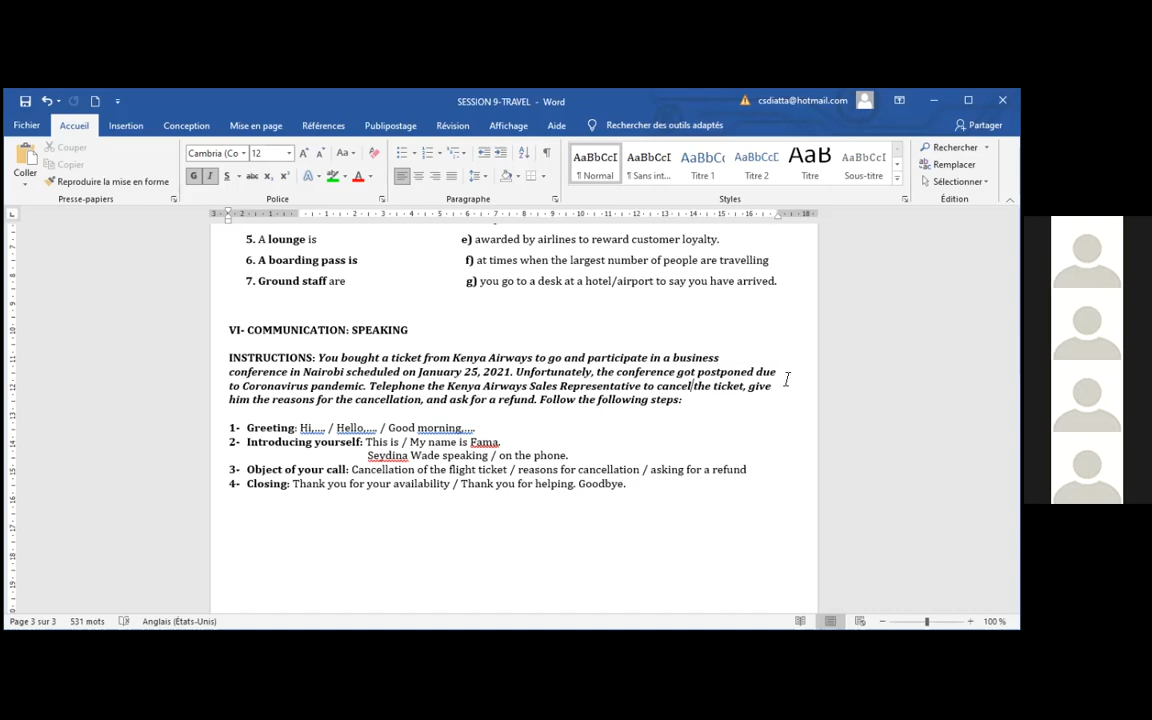 SESSION 9-TRAVEL - Word
csdiatta@hotmail.com
Fichier Accueil Insertion Conception Mise en page Références Publipostage Révision Affichage Aide Rechercher des outils adaptés Partager
Coller
Couper
Copier
Reproduire la mise en forme
Cambria (Co 12
AaBbCcI AaBbCcI AaBbCc AaBbCcI AaB AaBbCcI
¶ Normal ¶ Sans int... Titre 1 Titre 2 Titre Sous-titre
Rechercher
Remplacer
Sélectionner
Presse-papiers Police Paragraphe Styles Édition
5. A lounge is e) awarded by airlines to reward customer loyalty.
6. A boarding pass is f) at times when the largest number of people are travelling
7. Ground staff are g) you go to a desk at a hotel/airport to say you have arrived.
VI- COMMUNICATION: SPEAKING
INSTRUCTIONS: You bought a ticket from Kenya Airways to go and participate in a business
conference in Nairobi scheduled on January 25, 2021. Unfortunately, the conference got postponed due
to Coronavirus pandemic. Telephone the Kenya Airways Sales Representative to cancel the ticket, give
him the reasons for the cancellation, and ask for a refund. Follow the following steps:
1- Greeting: Hi,.... / Hello,.... / Good morning,....
2- Introducing yourself: This is / My name is Fama.
Seydina Wade speaking / on the phone.
3- Object of your call: Cancellation of the flight ticket / reasons for cancellation / asking for a refund
4- Closing: Thank you for your availability / Thank you for helping. Goodbye.
Page 3 sur 3 531 mots Anglais (États-Unis) 100 %